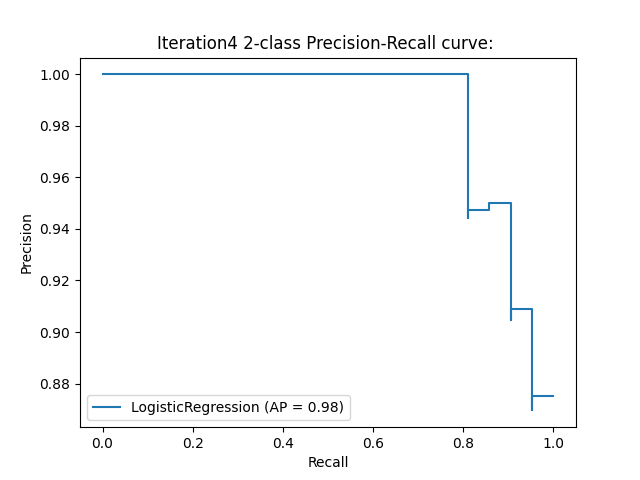 Iteration4 2-class Precision-Recall curve:
1.00
0.98
0.96
0.94
0.92
0.90
0.88
Precision
LogisticRegression (AP = 0.98)
0.0 0.2 0.4 0.6 0.8 1.0
Recall